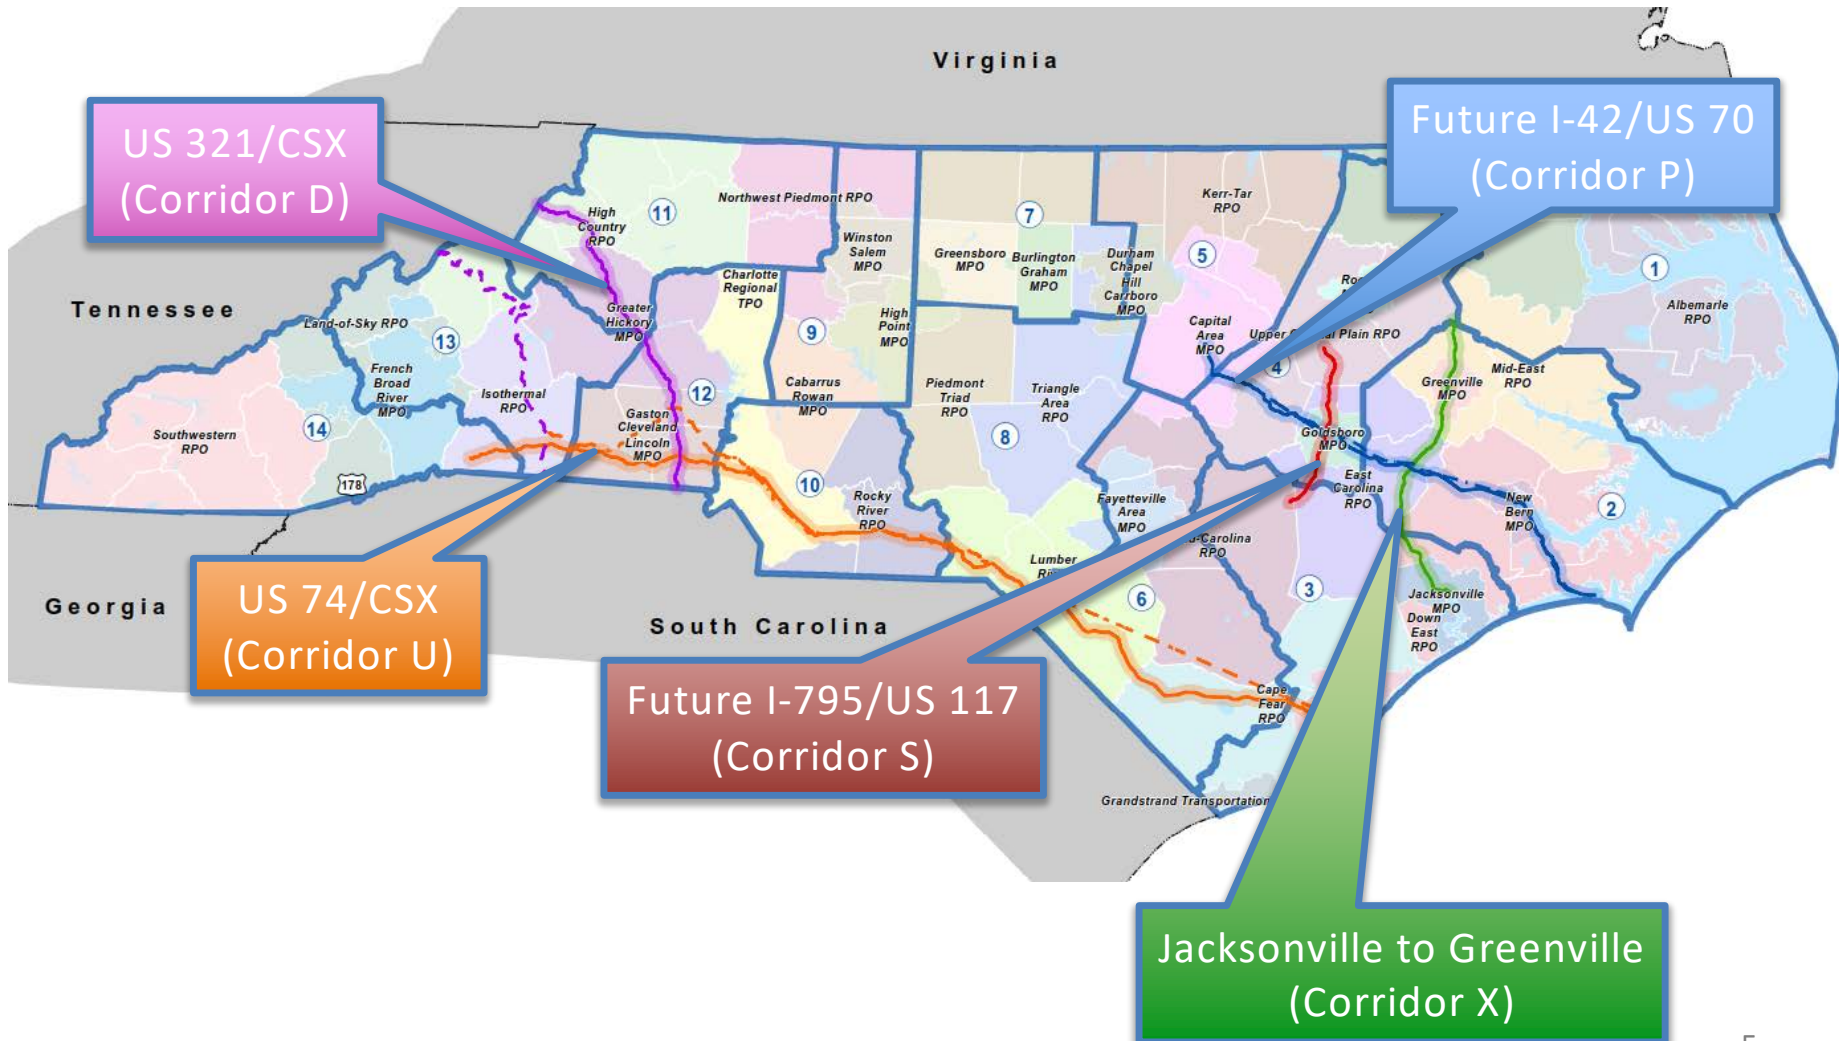 Virginia
US 321/CSX
(Corridor D)
Future I-42/US 70
(Corridor P)
High
Country
RPO
11
Northwest Piedmont RPO
Winston
Salem
MPO
7
Greensboro
MPO
Burlington
Graham
MPO
Durham
Chapel
Hill
Carrboro
MPO
Kerr-Tar
RPO
5
1
Albemarle
RPO
Tennessee
Land-of-Sky RPO
13
Greater
Hickory
MPO
Charlotte
Regional
TPO
9
High
Point
MPO
Capital
Area
MPO
Plain RPO
4
French
Broad
River
MPO
Isothermal
RPO
12
Cabarrus
Rowan
MPO
Piedmont
Triad
RPO
Triangle
Area
RPO
Greenville
MPO
Mid-East
RPO
Southwestern
RPO
14
Gaston
Cleveland
Lincoln
MPO
8
Goldsboro
MPO
178
10
Rocky
River
RPO
Fayetteville
Area
MPO
East
Carolina
RPO
New
Bern
MPO
2
Carolina
RPO
Georgia
US 74/CSX
(Corridor U)
South Carolina
Lumber
6
3
Jacksonville
MPO
Down
East
RPO
Future I-795/US 117
(Corridor S)
Cape
Fear
RPO
Grandstrand Transportation
Jacksonville to Greenville
(Corridor X)